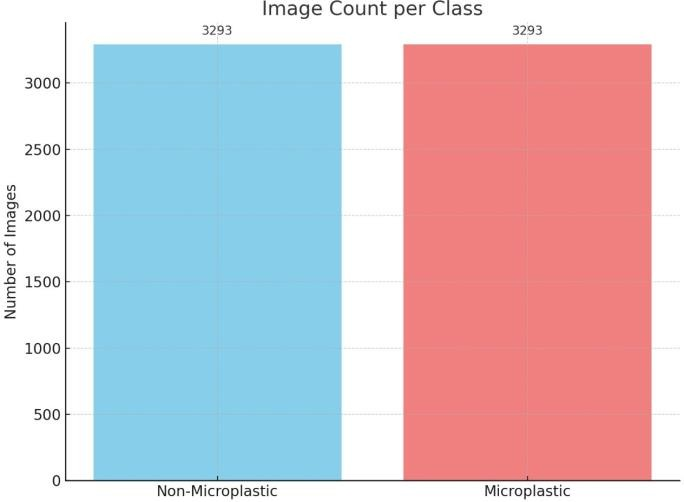 Image Count per Class
3293
3293
Number of Images
3000
2500
2000
1500
1000
500
0
Non-Microplastic
Microplastic